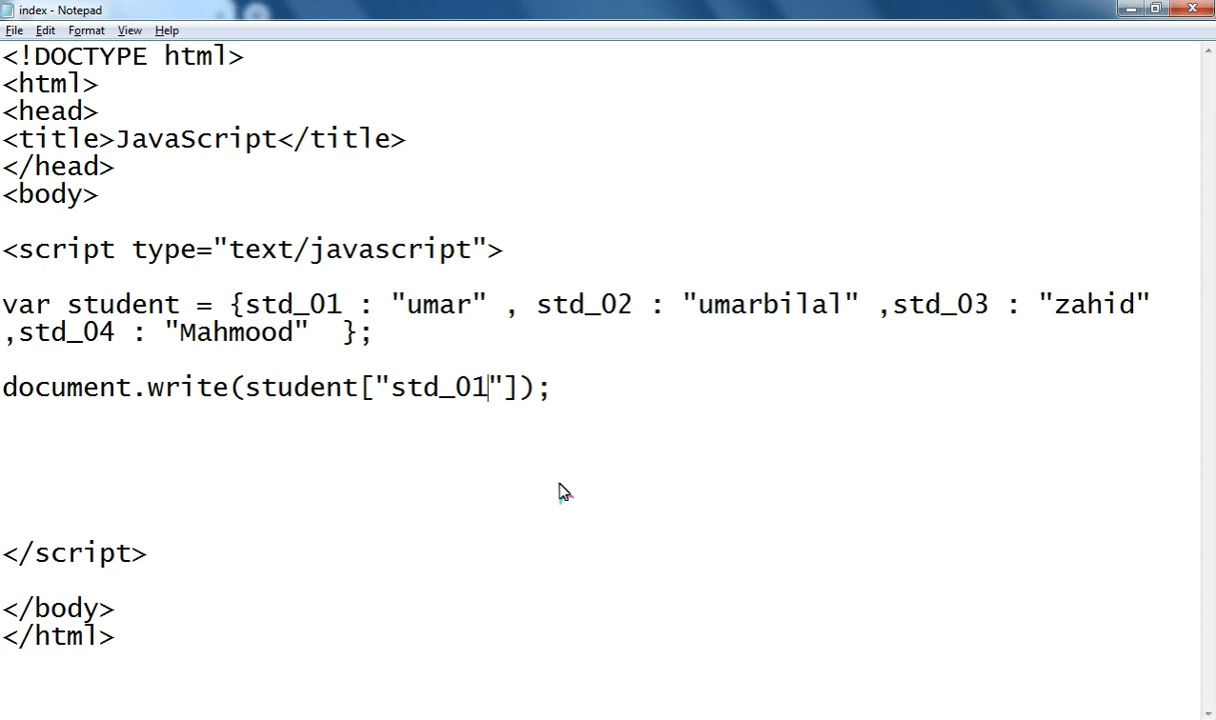 index - Notepad
File Edit Format View Help
<!DOCTYPE html>
<html>
<head>
<title>JavaScript</title>
</head>
<body>
<script type="text/javascript">
var student = {std_01 : "umar" , std_02 : "umarbilal" ,std_03 : "zahid"
,std_04 : "Mahmood"  };
document.write(student["std_01"]);
</script>
</body>
</html>